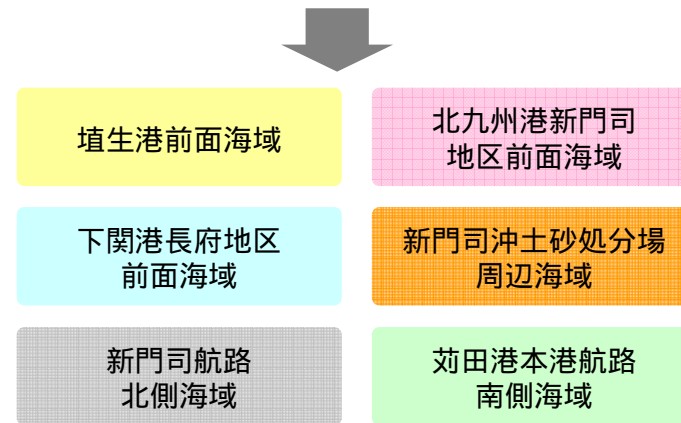 埴生港前面海域
北九州港新門司
地区前面海域
下関港長府地区
前面海域
新門司沖土砂処分場
周辺海域
新門司航路
北側海域
苅田港本港航路
南側海域